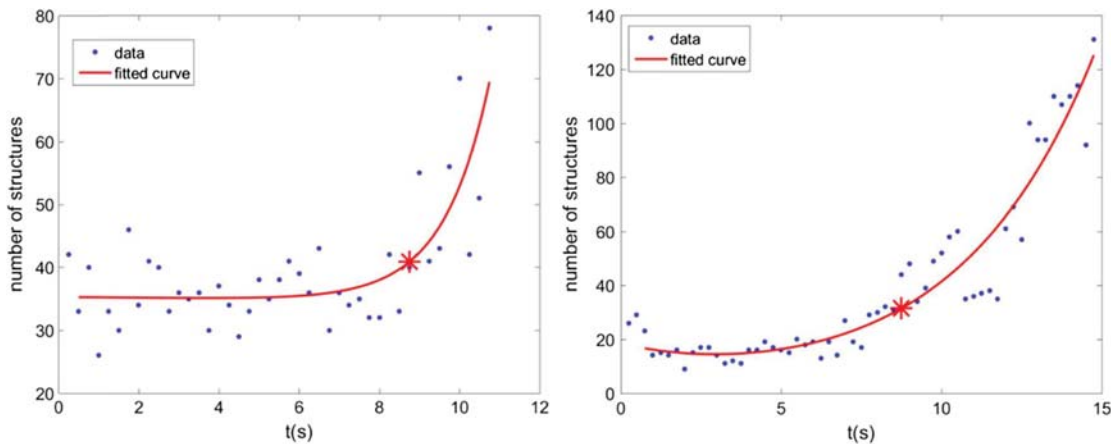 80
70
60
50
40
30
20
number of structures
data
fitted curve
0 2 4 6 8 10 12
t(s)
140
120
100
80
60
40
20
0
number of structures
data
fitted curve
0 5 10 15
t(s)